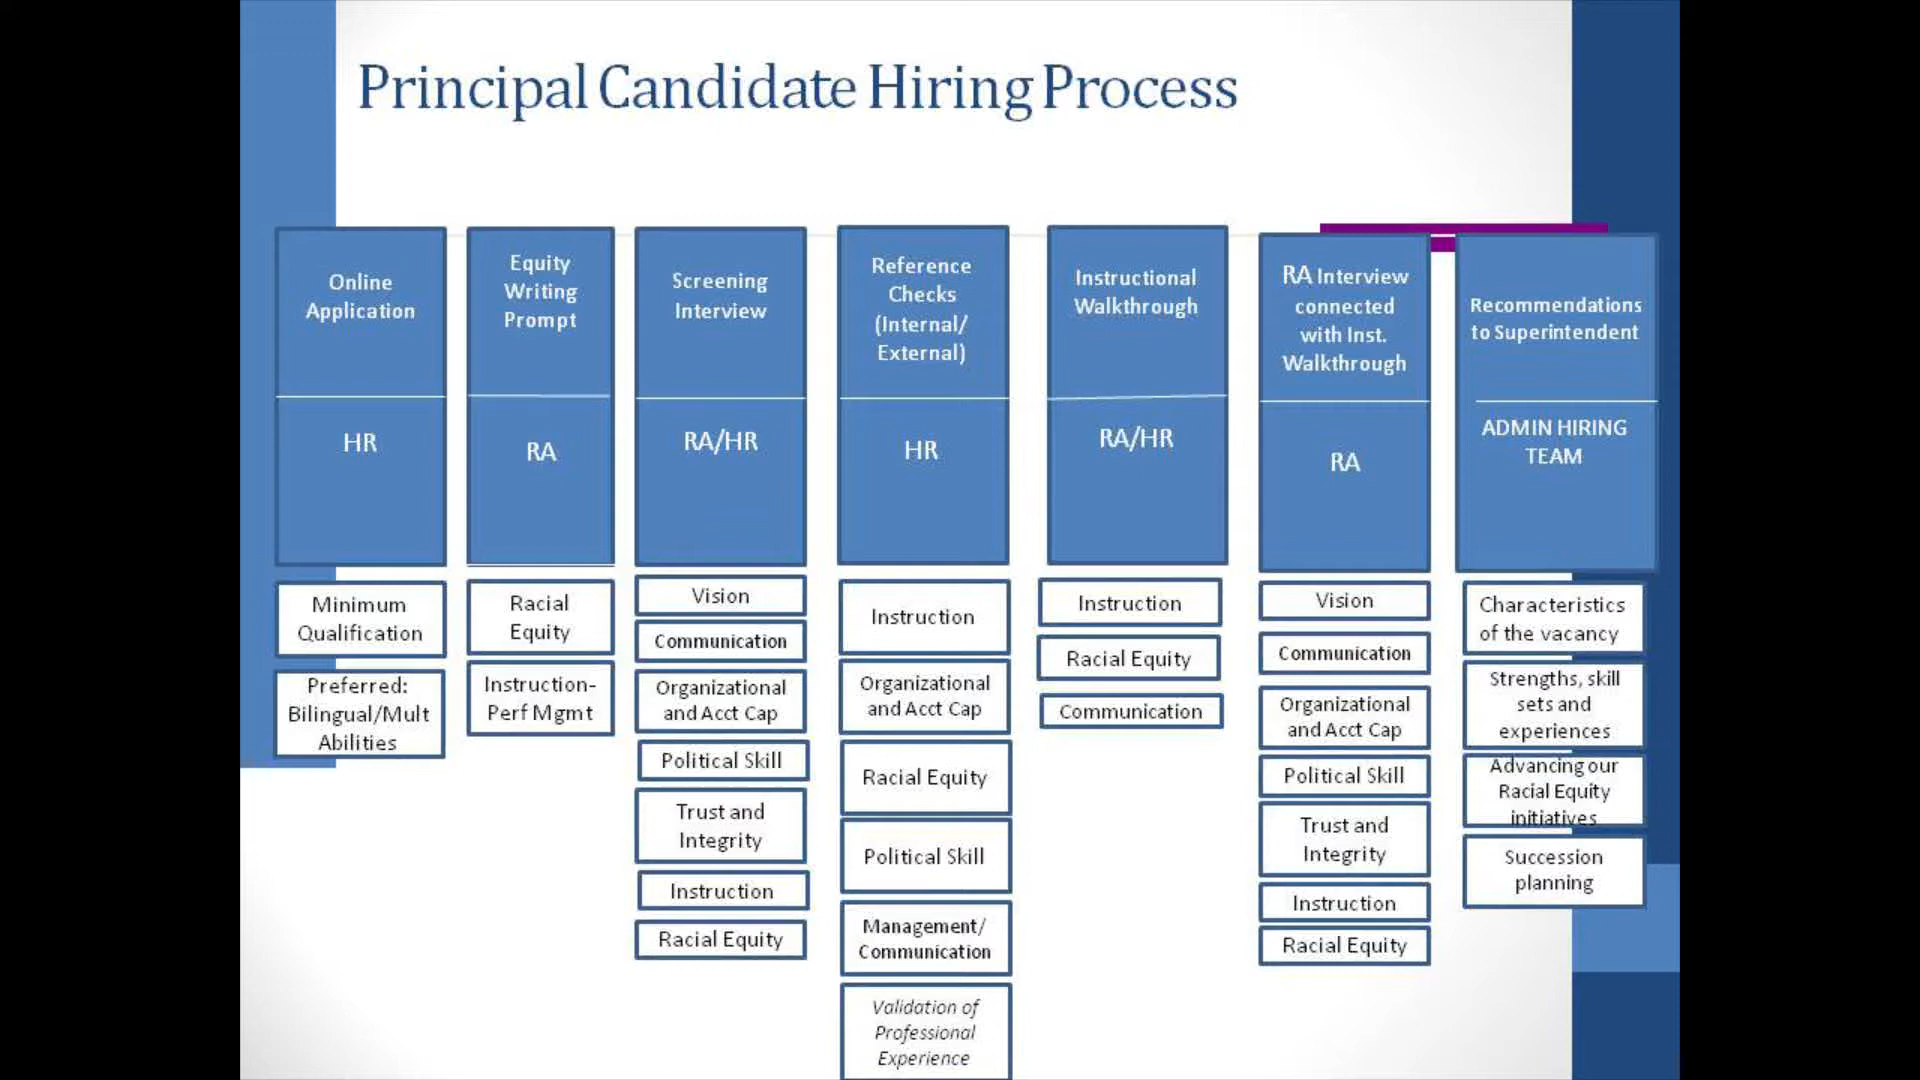 Principal Candidate Hiring Process
Online
Application
HR
Minimum
Qualification
Preferred:
Bilingual/Mult
Abilities
Equity
Writing
Prompt
RA
Racial
Equity
Instruction-
Perf Mgmt
Screening
Interview
RA/HR
Vision
Communication
Organizational
and Acct Cap
Political Skill
Trust and
Integrity
Instruction
Racial Equity
Reference
Checks
(Internal/
External)
HR
Instruction
Organizational
and Acct Cap
Racial Equity
Political Skill
Management/
Communication
Validation of
Professional
Experience
Instructional
Walkthrough
RA/HR
Instruction
Racial Equity
Communication
RA Interview
connected
with Inst.
Walkthrough
RA
Vision
Communication
Organizational
and Acct Cap
Political Skill
Trust and
Integrity
Instruction
Racial Equity
Recommendations
to Superintendent
ADMIN HIRING
TEAM
Characteristics
of the vacancy
Strengths, skill
sets and
experiences
Advancing our
Racial Equity
initiatives
Succession
planning